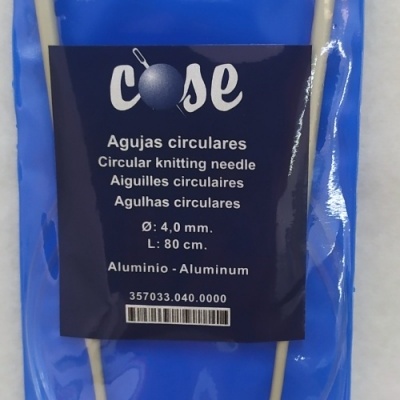 cose
Agujas circulares
Circular knitting needle
Aiguilles circulaires
Agulhas circulares
Ø: 4,0 mm.
L: 80 cm.
Aluminio - Aluminum
357033.040.0000